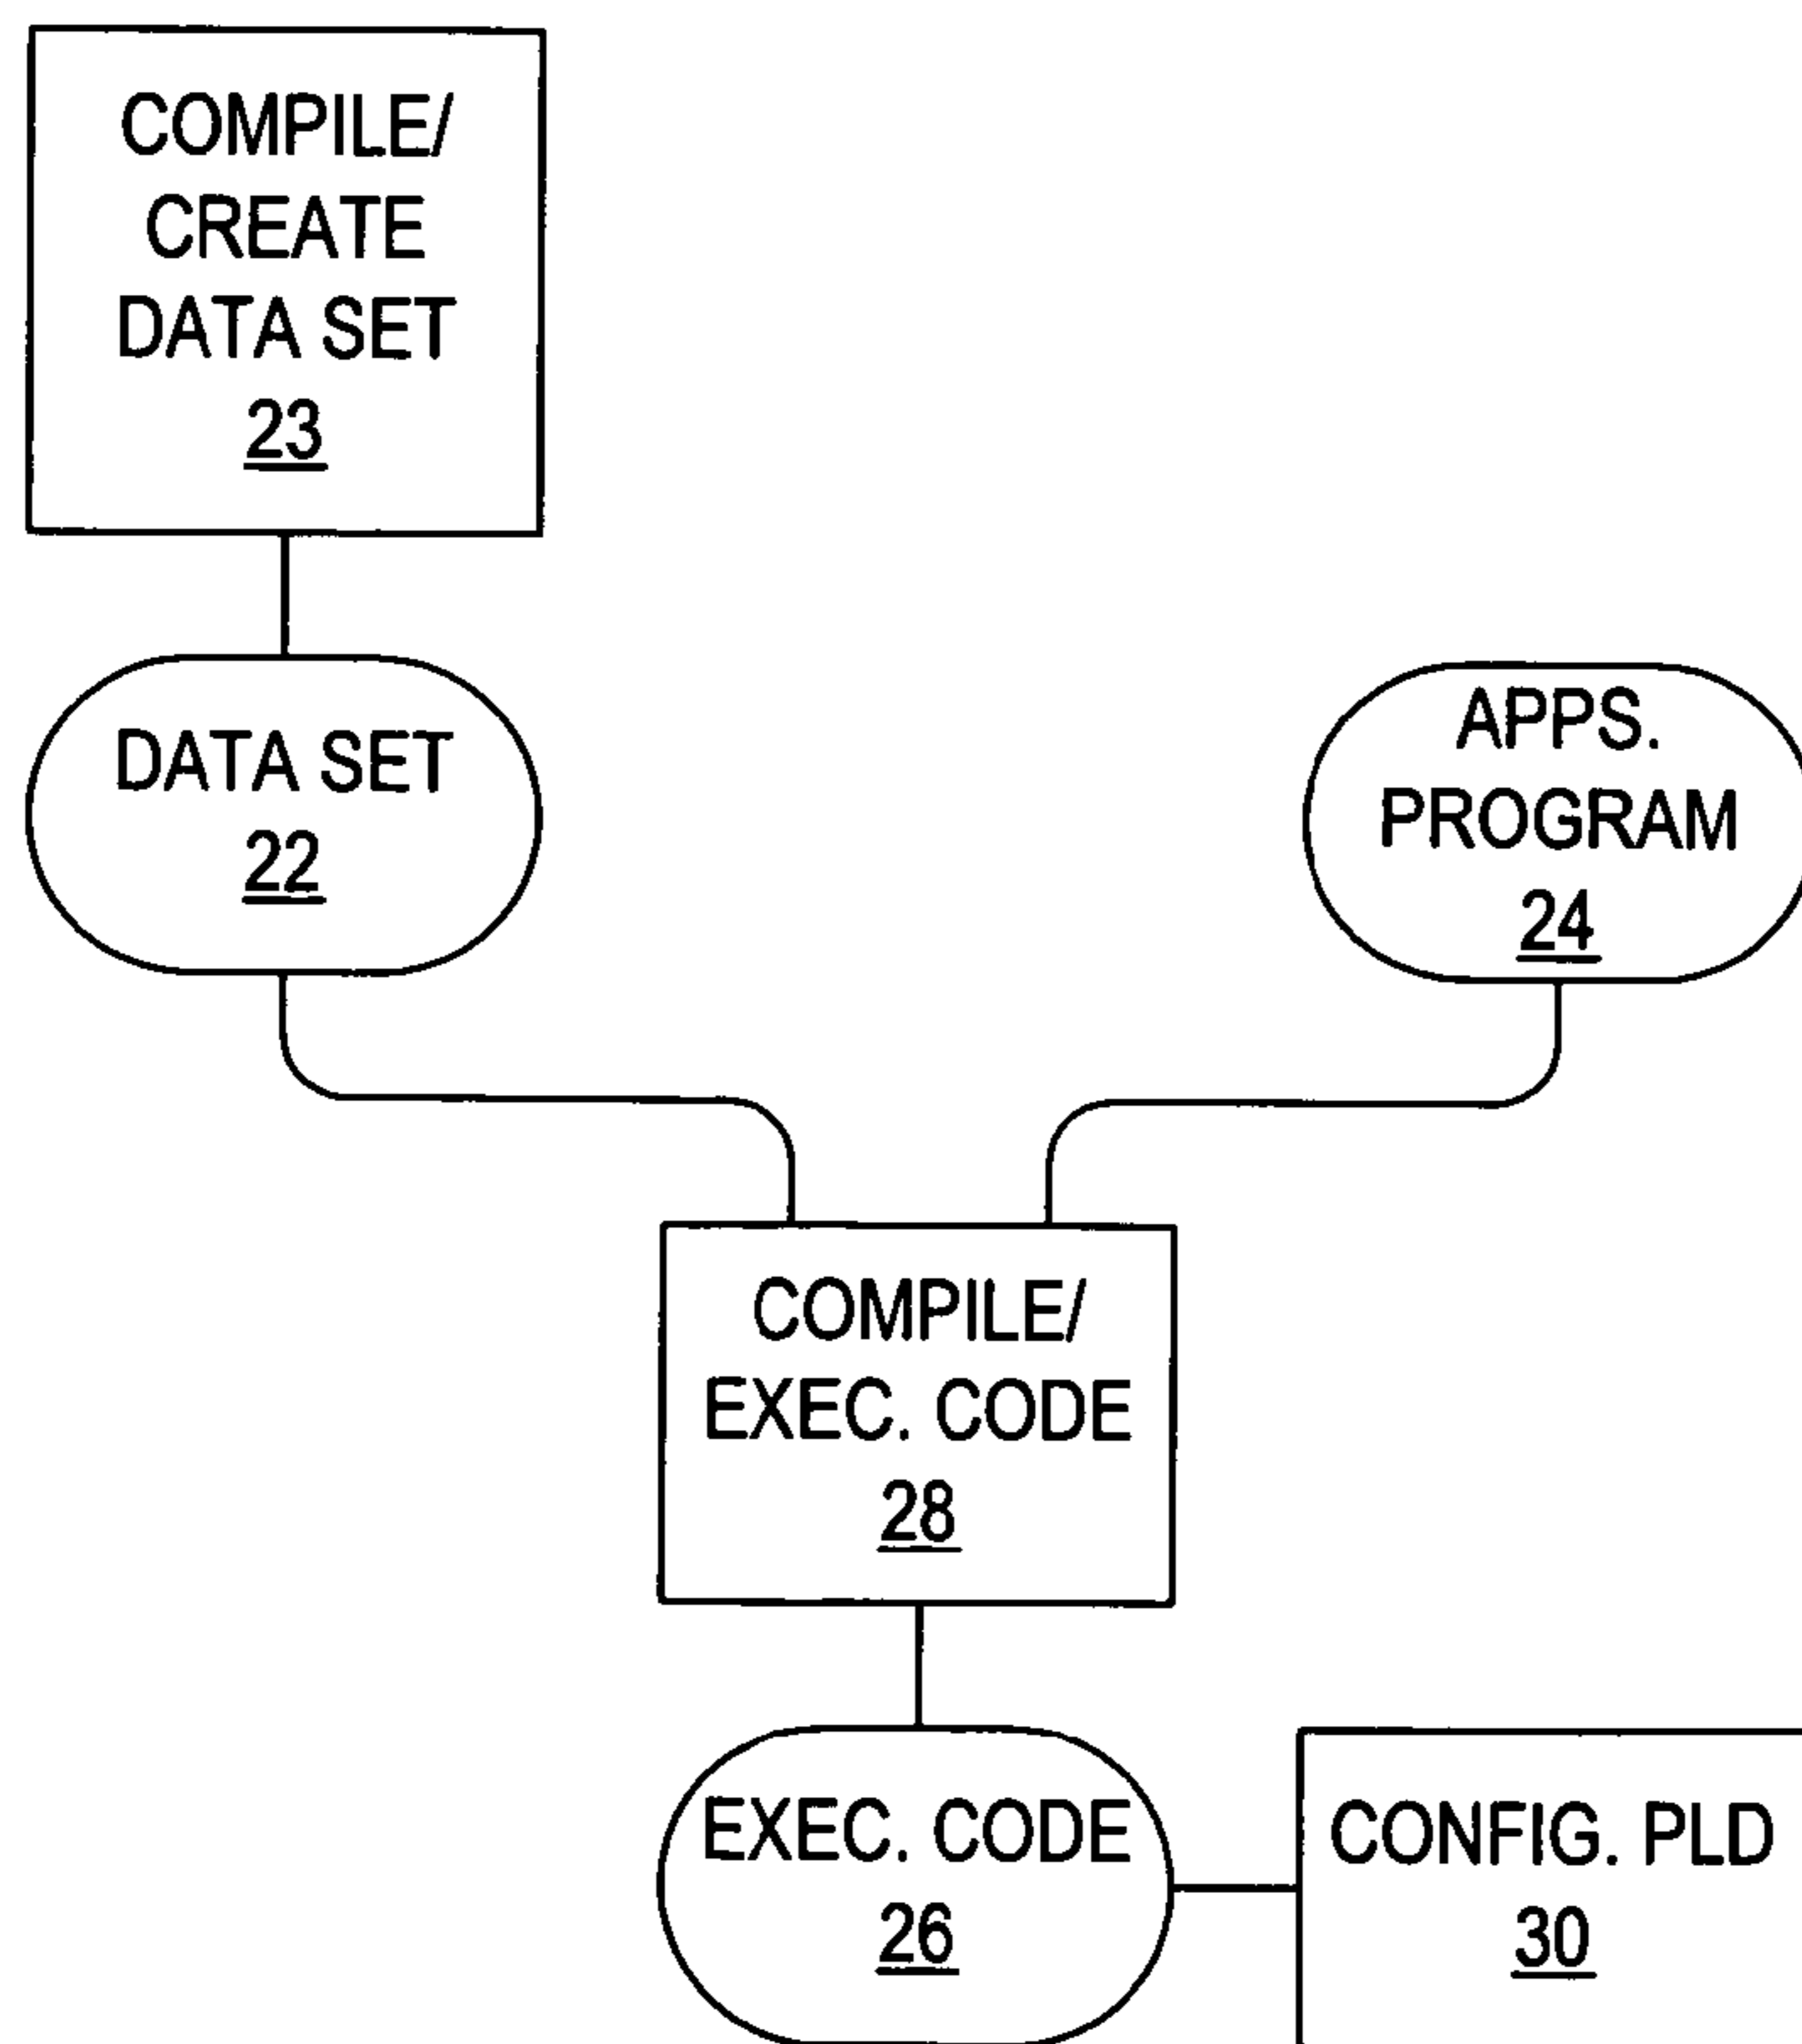 COMPILE/
CREATE
DATA SET
23
DATA SET
22
APPS.
PROGRAM
24
COMPILE/
EXEC. CODE
28
EXEC. CODE
26
CONFIG. PLD
30